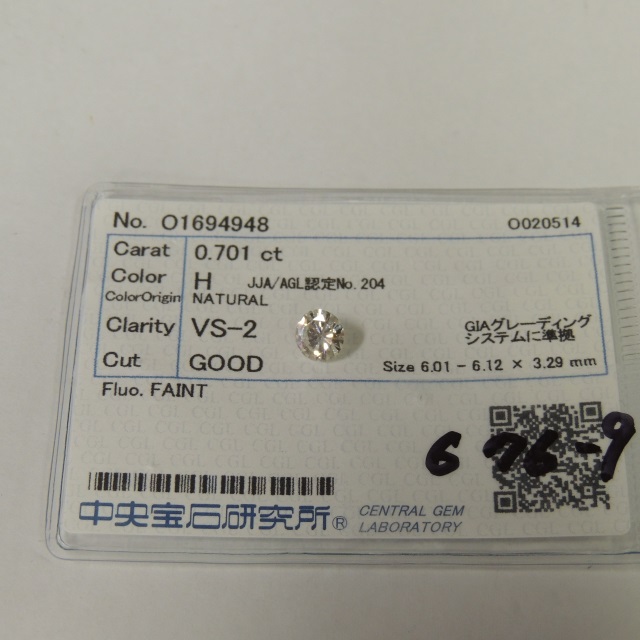 No. O1694948 O020514
Carat 0.701 ct
Color H JJA/AGL認定No. 204
ColorOrigin NATURAL
Clarity VS-2 GIAグレーディング
システムに準拠
Cut GOOD Size 6.01 - 6.12 × 3.29 mm
Fluo. FAINT
6 76-9
中央宝石研究所® CENTRAL GEM
LABORATORY